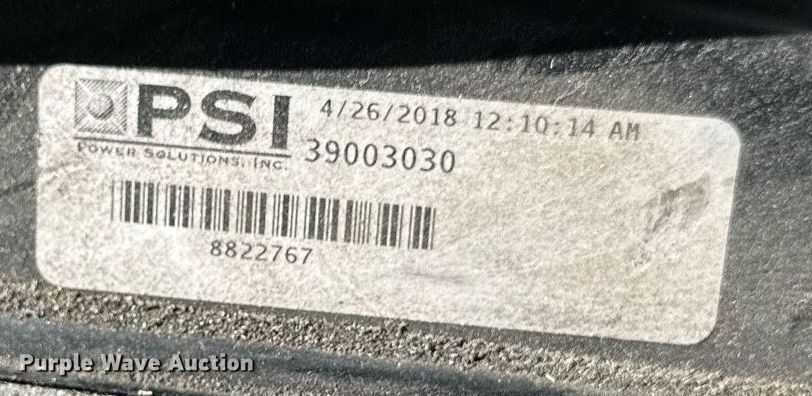 PSI
POWER SOLUTIONS, INC.
4/26/2018 12:10:14 AM
39003030
8822767
Purple Wave Auction